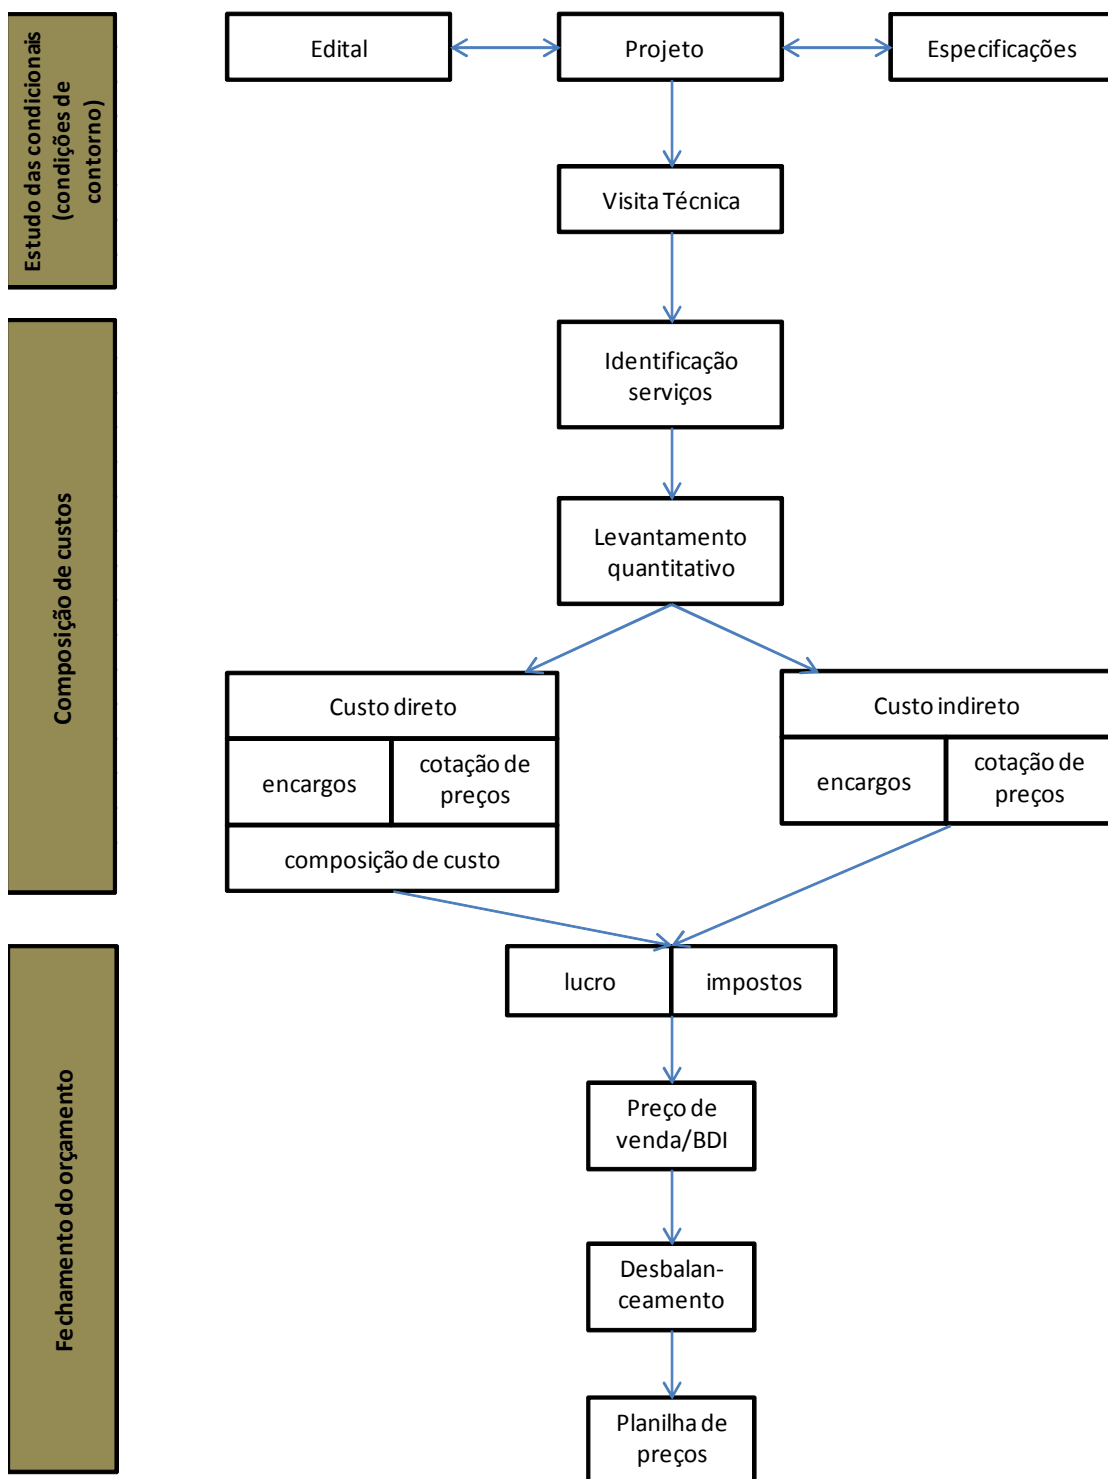 Estudo das condicionais
(condições de
contorno)
Edital
Projeto
Especificações
Visita Técnica
Composição de custos
Identificação
serviços
Levantamento
quantitativo
Custo direto
encargos
cotação de
preços
composição de custo
Custo indireto
encargos
cotação de
preços
Fechamento do orçamento
lucro
impostos
Preço de
venda/BDI
Desbalan-
ceamento
Planilha de
preços